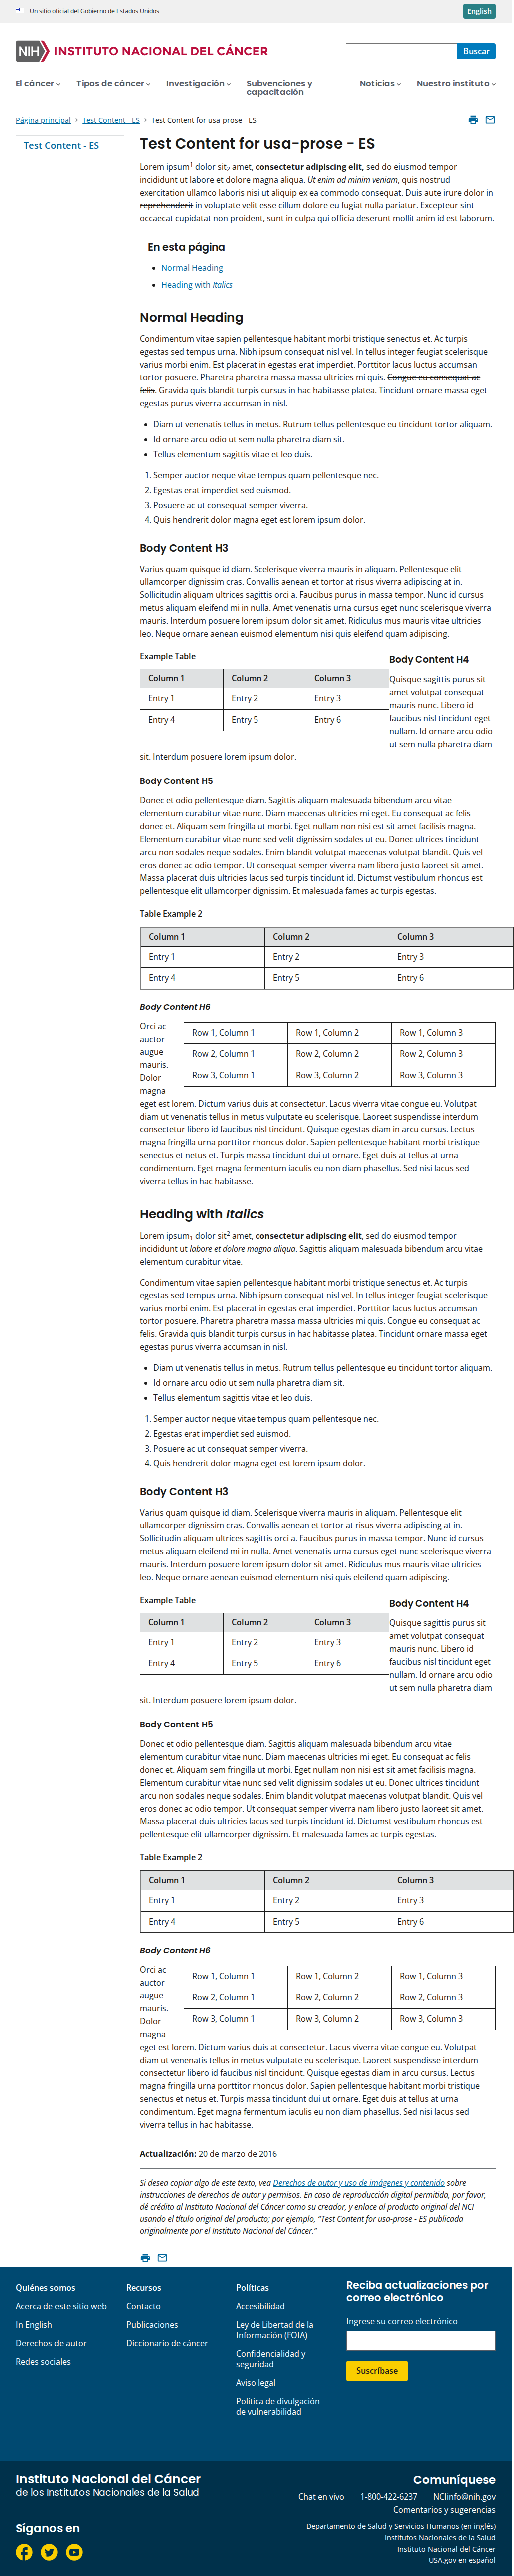 Un sitio oficial del Gobierno de Estados Unidos
English
NIH INSTITUTO NACIONAL DEL CÁNCER
Buscar
El cáncer
Tipos de cáncer
Investigación
Subvenciones y
capacitación
Noticias
Nuestro instituto
Página principal
Test Content - ES
Test Content for usa-prose - ES
Test Content - ES
Test Content for usa-prose - ES
Lorem ipsum1 dolor sit2 amet, consectetur adipiscing elit, sed do eiusmod tempor
incididunt ut labore et dolore magna aliqua. Ut enim ad minim veniam, quis nostrud
exercitation ullamco laboris nisi ut aliquip ex ea commodo consequat. Duis aute irure dolor in
reprehenderit in voluptate velit esse cillum dolore eu fugiat nulla pariatur. Excepteur sint
occaecat cupidatat non proident, sunt in culpa qui officia deserunt mollit anim id est laborum.
En esta página
Normal Heading
Heading with Italics
Normal Heading
Condimentum vitae sapien pellentesque habitant morbi tristique senectus et. Ac turpis
egestas sed tempus urna. Nibh ipsum consequat nisl vel. In tellus integer feugiat scelerisque
varius morbi enim. Est placerat in egestas erat imperdiet. Porttitor lacus luctus accumsan
tortor posuere. Pharetra pharetra massa massa ultricies mi quis. Congue eu consequat ac
felis. Gravida quis blandit turpis cursus in hac habitasse platea. Tincidunt ornare massa eget
egestas purus viverra accumsan in nisl.
Diam ut venenatis tellus in metus. Rutrum tellus pellentesque eu tincidunt tortor aliquam.
Id ornare arcu odio ut sem nulla pharetra diam sit.
Tellus elementum sagittis vitae et leo duis.
1. Semper auctor neque vitae tempus quam pellentesque nec.
2. Egestas erat imperdiet sed euismod.
3. Posuere ac ut consequat semper viverra.
4. Quis hendrerit dolor magna eget est lorem ipsum dolor.
Body Content H3
Varius quam quisque id diam. Scelerisque viverra mauris in aliquam. Pellentesque elit
ullamcorper dignissim cras. Convallis aenean et tortor at risus viverra adipiscing at in.
Sollicitudin aliquam ultrices sagittis orci a. Faucibus purus in massa tempor. Nunc id cursus
metus aliquam eleifend mi in nulla. Amet venenatis urna cursus eget nunc scelerisque viverra
mauris. Interdum posuere lorem ipsum dolor sit amet. Ridiculus mus mauris vitae ultricies
leo. Neque ornare aenean euismod elementum nisi quis eleifend quam adipiscing.
Example Table
Column 1 Column 2 Column 3
Entry 1 Entry 2 Entry 3
Entry 4 Entry 5 Entry 6
Body Content H4
Quisque sagittis purus sit
amet volutpat consequat
mauris nunc. Libero id
faucibus nisl tincidunt eget
nullam. Id ornare arcu odio
ut sem nulla pharetra diam
sit. Interdum posuere lorem ipsum dolor.
Body Content H5
Donec et odio pellentesque diam. Sagittis aliquam malesuada bibendum arcu vitae
elementum curabitur vitae nunc. Diam maecenas ultricies mi eget. Eu consequat ac felis
donec et. Aliquam sem fringilla ut morbi. Eget nullam non nisi est sit amet facilisis magna.
Elementum curabitur vitae nunc sed velit dignissim sodales ut eu. Donec ultrices tincidunt
arcu non sodales neque sodales. Enim blandit volutpat maecenas volutpat blandit. Quis vel
eros donec ac odio tempor. Ut consequat semper viverra nam libero justo laoreet sit amet.
Massa placerat duis ultricies lacus sed turpis tincidunt id. Dictumst vestibulum rhoncus est
pellentesque elit ullamcorper dignissim. Et malesuada fames ac turpis egestas.
Table Example 2
Column 1 Column 2 Column 3
Entry 1 Entry 2 Entry 3
Entry 4 Entry 5 Entry 6
Body Content H6
Orci ac
auctor
augue
mauris.
Dolor
magna
Row 1, Column 1 Row 1, Column 2 Row 1, Column 3
Row 2, Column 1 Row 2, Column 2 Row 2, Column 3
Row 3, Column 1 Row 3, Column 2 Row 3, Column 3
eget est lorem. Dictum varius duis at consectetur. Lacus viverra vitae congue eu. Volutpat
diam ut venenatis tellus in metus vulputate eu scelerisque. Laoreet suspendisse interdum
consectetur libero id faucibus nisl tincidunt. Quisque egestas diam in arcu cursus. Lectus
magna fringilla urna porttitor rhoncus dolor. Sapien pellentesque habitant morbi tristique
senectus et netus et. Turpis massa tincidunt dui ut ornare. Eget duis at tellus at urna
condimentum. Eget magna fermentum iaculis eu non diam phasellus. Sed nisi lacus sed
viverra tellus in hac habitasse.
Heading with Italics
Lorem ipsum1 dolor sit2 amet, consectetur adipiscing elit, sed do eiusmod tempor
incididunt ut labore et dolore magna aliqua. Sagittis aliquam malesuada bibendum arcu vitae
elementum curabitur vitae.
Condimentum vitae sapien pellentesque habitant morbi tristique senectus et. Ac turpis
egestas sed tempus urna. Nibh ipsum consequat nisl vel. In tellus integer feugiat scelerisque
varius morbi enim. Est placerat in egestas erat imperdiet. Porttitor lacus luctus accumsan
tortor posuere. Pharetra pharetra massa massa ultricies mi quis. Congue eu consequat ac
felis. Gravida quis blandit turpis cursus in hac habitasse platea. Tincidunt ornare massa eget
egestas purus viverra accumsan in nisl.
Diam ut venenatis tellus in metus. Rutrum tellus pellentesque eu tincidunt tortor aliquam.
Id ornare arcu odio ut sem nulla pharetra diam sit.
Tellus elementum sagittis vitae et leo duis.
1. Semper auctor neque vitae tempus quam pellentesque nec.
2. Egestas erat imperdiet sed euismod.
3. Posuere ac ut consequat semper viverra.
4. Quis hendrerit dolor magna eget est lorem ipsum dolor.
Body Content H3
Varius quam quisque id diam. Scelerisque viverra mauris in aliquam. Pellentesque elit
ullamcorper dignissim cras. Convallis aenean et tortor at risus viverra adipiscing at in.
Sollicitudin aliquam ultrices sagittis orci a. Faucibus purus in massa tempor. Nunc id cursus
metus aliquam eleifend mi in nulla. Amet venenatis urna cursus eget nunc scelerisque viverra
mauris. Interdum posuere lorem ipsum dolor sit amet. Ridiculus mus mauris vitae ultricies
leo. Neque ornare aenean euismod elementum nisi quis eleifend quam adipiscing.
Example Table
Column 1 Column 2 Column 3
Entry 1 Entry 2 Entry 3
Entry 4 Entry 5 Entry 6
Body Content H4
Quisque sagittis purus sit
amet volutpat consequat
mauris nunc. Libero id
faucibus nisl tincidunt eget
nullam. Id ornare arcu odio
ut sem nulla pharetra diam
sit. Interdum posuere lorem ipsum dolor.
Body Content H5
Donec et odio pellentesque diam. Sagittis aliquam malesuada bibendum arcu vitae
elementum curabitur vitae nunc. Diam maecenas ultricies mi eget. Eu consequat ac felis
donec et. Aliquam sem fringilla ut morbi. Eget nullam non nisi est sit amet facilisis magna.
Elementum curabitur vitae nunc sed velit dignissim sodales ut eu. Donec ultrices tincidunt
arcu non sodales neque sodales. Enim blandit volutpat maecenas volutpat blandit. Quis vel
eros donec ac odio tempor. Ut consequat semper viverra nam libero justo laoreet sit amet.
Massa placerat duis ultricies lacus sed turpis tincidunt id. Dictumst vestibulum rhoncus est
pellentesque elit ullamcorper dignissim. Et malesuada fames ac turpis egestas.
Table Example 2
Column 1 Column 2 Column 3
Entry 1 Entry 2 Entry 3
Entry 4 Entry 5 Entry 6
Body Content H6
Orci ac
auctor
augue
mauris.
Dolor
magna
Row 1, Column 1 Row 1, Column 2 Row 1, Column 3
Row 2, Column 1 Row 2, Column 2 Row 2, Column 3
Row 3, Column 1 Row 3, Column 2 Row 3, Column 3
eget est lorem. Dictum varius duis at consectetur. Lacus viverra vitae congue eu. Volutpat
diam ut venenatis tellus in metus vulputate eu scelerisque. Laoreet suspendisse interdum
consectetur libero id faucibus nisl tincidunt. Quisque egestas diam in arcu cursus. Lectus
magna fringilla urna porttitor rhoncus dolor. Sapien pellentesque habitant morbi tristique
senectus et netus et. Turpis massa tincidunt dui ut ornare. Eget duis at tellus at urna
condimentum. Eget magna fermentum iaculis eu non diam phasellus. Sed nisi lacus sed
viverra tellus in hac habitasse.
Actualización: 20 de marzo de 2016
Si desea copiar algo de este texto, vea Derechos de autor y uso de imágenes y contenido sobre
instrucciones de derechos de autor y permisos. En caso de reproducción digital permitida, por favor,
dé crédito al Instituto Nacional del Cáncer como su creador, y enlace al producto original del NCI
usando el título original del producto; por ejemplo, “Test Content for usa-prose - ES publicada
originalmente por el Instituto Nacional del Cáncer.”
Quiénes somos
Acerca de este sitio web
In English
Derechos de autor
Redes sociales
Recursos
Contacto
Publicaciones
Diccionario de cáncer
Políticas
Accesibilidad
Ley de Libertad de la
Información (FOIA)
Confidencialidad y
seguridad
Aviso legal
Política de divulgación
de vulnerabilidad
Reciba actualizaciones por
correo electrónico
Ingrese su correo electrónico
Suscríbase
Instituto Nacional del Cáncer
de los Institutos Nacionales de la Salud
Síganos en
Comuníquese
Chat en vivo 1-800-422-6237 NCIinfo@nih.gov
Comentarios y sugerencias
Departamento de Salud y Servicios Humanos (en inglés)
Institutos Nacionales de la Salud
Instituto Nacional del Cáncer
USA.gov en español